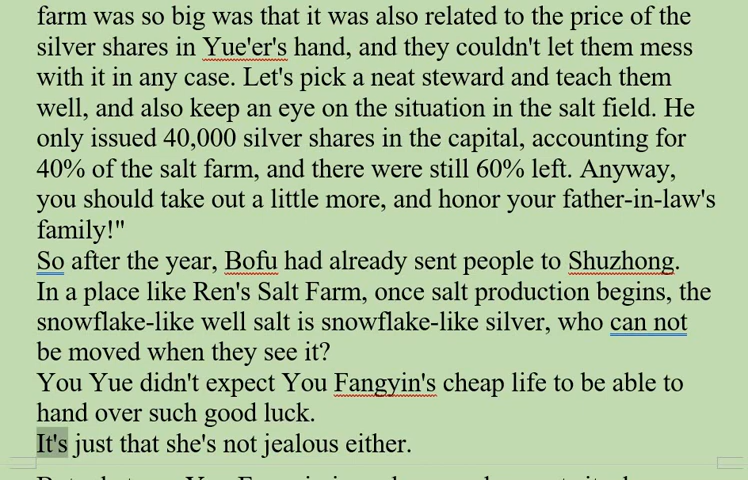 farm was so big was that it was also related to the price of the
silver shares in Yue'er's hand, and they couldn't let them mess
with it in any case. Let's pick a neat steward and teach them
well, and also keep an eye on the situation in the salt field. He
only issued 40,000 silver shares in the capital, accounting for
40% of the salt farm, and there were still 60% left. Anyway,
you should take out a little more, and honor your father-in-law's
family!"
So after the year, Bofu had already sent people to Shuzhong.
In a place like Ren's Salt Farm, once salt production begins, the
snowflake-like well salt is snowflake-like silver, who can not
be moved when they see it?
You Yue didn't expect You Fangyin's cheap life to be able to
hand over such good luck.
It's just that she's not jealous either.